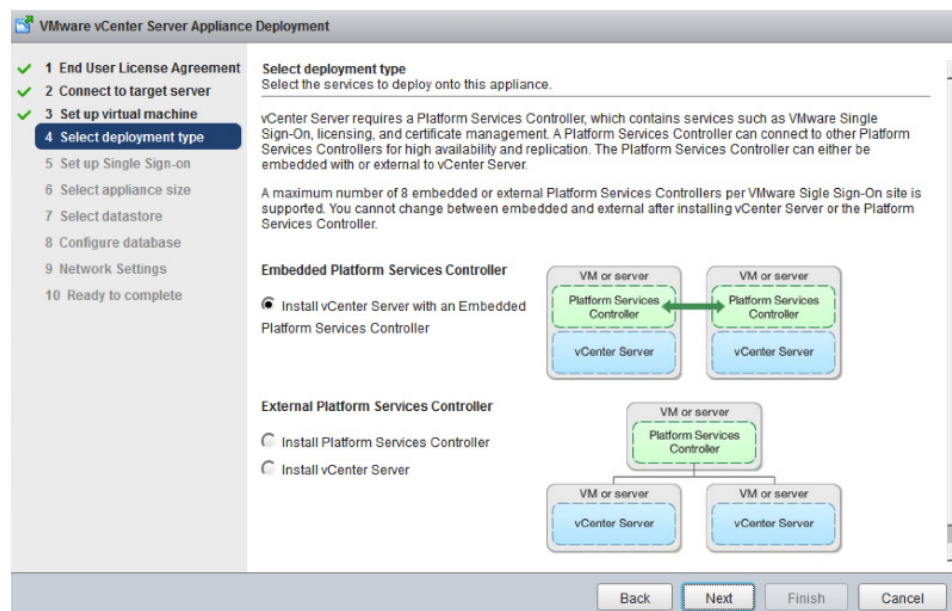 VMware vCenter Server Appliance Deployment
1 End User License Agreement
2 Connect to target server
3 Set up virtual machine
4 Select deployment type
5 Set up Single Sign-on
6 Select appliance size
7 Select datastore
8 Configure database
9 Network Settings
10 Ready to complete
Select deployment type
Select the services to deploy onto this appliance.
vCenter Server requires a Platform Services Controller, which contains services such as VMware Single
Sign-On, licensing, and certificate management. A Platform Services Controller can connect to other Platform
Services Controllers for high availability and replication. The Platform Services Controller can either be
embedded with or external to vCenter Server.
A maximum number of 8 embedded or external Platform Services Controllers per VMware Sigle Sign-On site is
supported. You cannot change between embedded and external after installing vCenter Server or the Platform
Services Controller.
Embedded Platform Services Controller
Install vCenter Server with an Embedded
Platform Services Controller
VM or server
Platform Services
Controller
vCenter Server
VM or server
Platform Services
Controller
vCenter Server
External Platform Services Controller
Install Platform Services Controller
Install vCenter Server
VM or server
Platform Services
Controller
VM or server
vCenter Server
VM or server
vCenter Server
Back
Next
Finish
Cancel